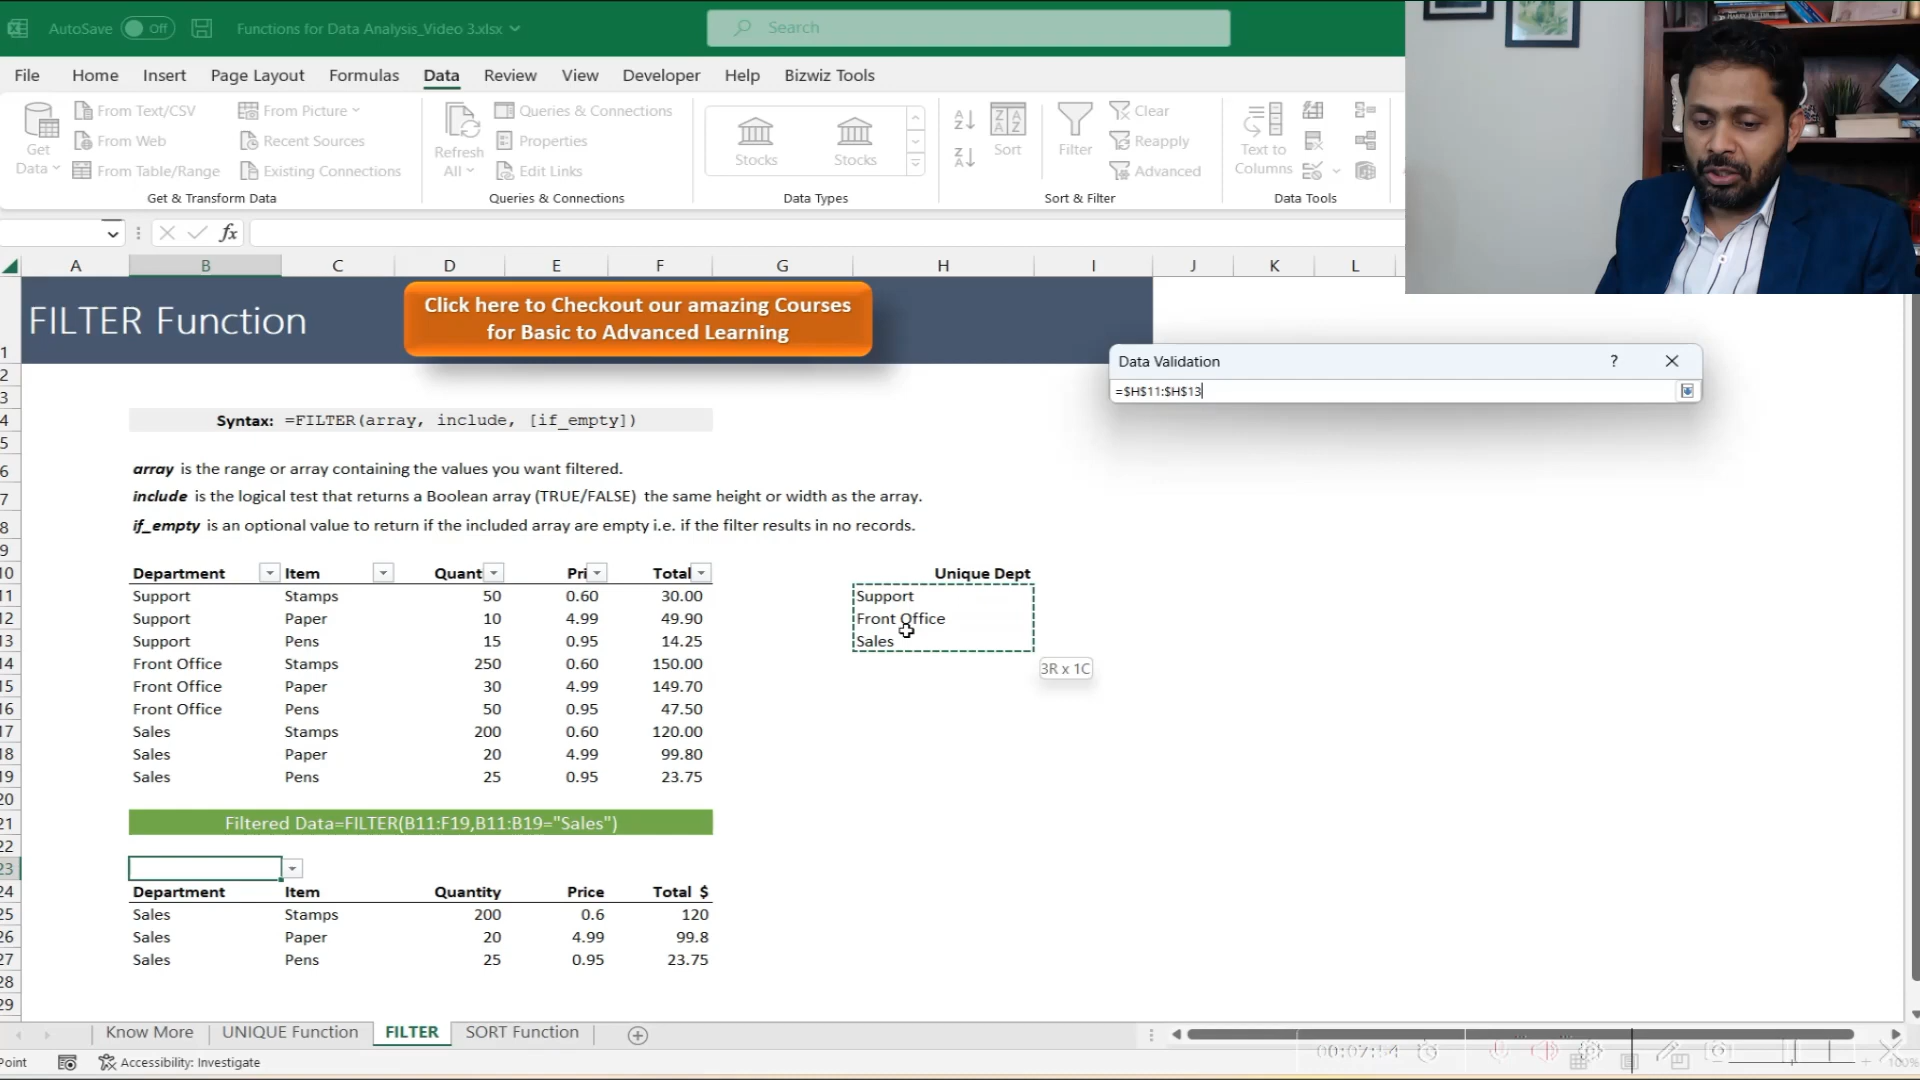 AutoSave Off Functions for Data Analysis_Video 3.xlsx Search
File Home Insert Page Layout Formulas Data Review View Developer Help Bizwiz Tools
Get Data From Text/CSV From Picture Refresh All Queries & Connections Stocks Stocks Sort Filter Clear Text to Columns
From Web Recent Sources Properties Reapply
From Table/Range Existing Connections Edit Links Advanced
Get & Transform Data Queries & Connections Data Types Sort & Filter Data Tools
fx
A B C D E F G H I J K L
FILTER Function
Click here to Checkout our amazing Courses
for Basic to Advanced Learning
Data Validation ?
=$H$11:$H$13
Syntax: =FILTER(array, include, [if_empty])
array is the range or array containing the values you want filtered.
include is the logical test that returns a Boolean array (TRUE/FALSE) the same height or width as the array.
if_empty is an optional value to return if the included array are empty i.e. if the filter results in no records.
Department Item Quant Pri Total Unique Dept
Support Stamps 50 0.60 30.00 Support
Support Paper 10 4.99 49.90 Front Office
Support Pens 15 0.95 14.25 Sales
Front Office Stamps 250 0.60 150.00 3R x 1C
Front Office Paper 30 4.99 149.70
Front Office Pens 50 0.95 47.50
Sales Stamps 200 0.60 120.00
Sales Paper 20 4.99 99.80
Sales Pens 25 0.95 23.75
Filtered Data=FILTER(B11:F19,B11:B19="Sales")
Department Item Quantity Price Total $
Sales Stamps 200 0.6 120
Sales Paper 20 4.99 99.8
Sales Pens 25 0.95 23.75
Know More UNIQUE Function FILTER SORT Function
Point Accessibility: Investigate 00:07:54 100%